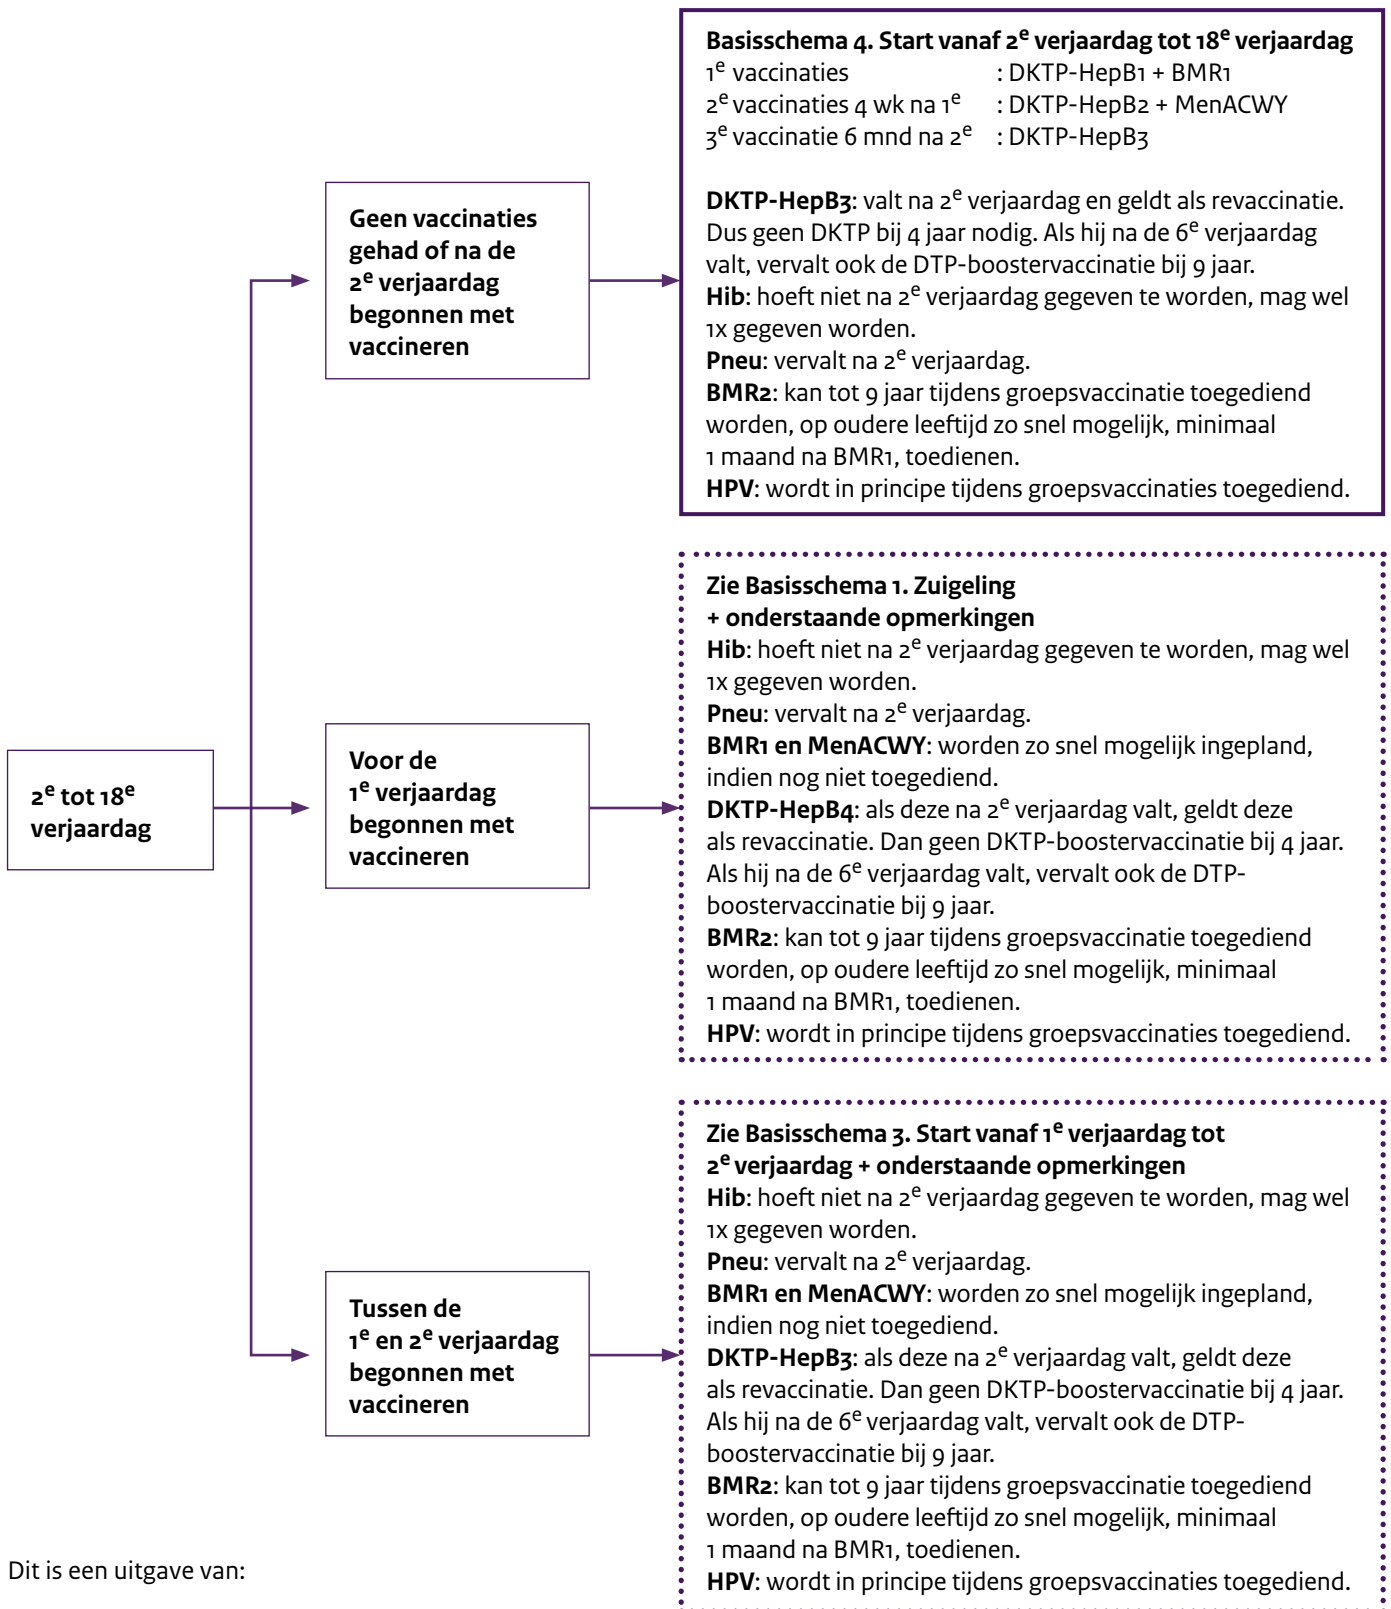 2e tot 18e
verjaardag
Geen vaccinaties
gehad of na de
2e verjaardag
begonnen met
vaccineren
Basisschema 4. Start vanaf 2e verjaardag tot 18e verjaardag
1e vaccinaties : DKTP-HepB1 + BMR1
2e vaccinaties 4 wk na 1e : DKTP-HepB2 + MenACWY
3e vaccinatie 6 mnd na 2e : DKTP-HepB3
DKTP-HepB3: valt na 2e verjaardag en geldt als revaccinatie.
Dus geen DKTP bij 4 jaar nodig. Als hij na de 6e verjaardag
valt, vervalt ook de DTP-boostervaccinatie bij 9 jaar.
Hib: hoeft niet na 2e verjaardag gegeven te worden, mag wel
1x gegeven worden.
Pneu: vervalt na 2e verjaardag.
BMR2: kan tot 9 jaar tijdens groepsvaccinatie toegediend
worden, op oudere leeftijd zo snel mogelijk, minimaal
1 maand na BMR1, toedienen.
HPV: wordt in principe tijdens groepsvaccinaties toegediend.
Voor de
1e verjaardag
begonnen met
vaccineren
Zie Basisschema 1. Zuigeling
+ onderstaande opmerkingen
Hib: hoeft niet na 2e verjaardag gegeven te worden, mag wel
1x gegeven worden.
Pneu: vervalt na 2e verjaardag.
BMR1 en MenACWY: worden zo snel mogelijk ingepland,
indien nog niet toegediend.
DKTP-HepB4: als deze na 2e verjaardag valt, geldt deze
als revaccinatie. Dan geen DKTP-boostervaccinatie bij 4 jaar.
Als hij na de 6e verjaardag valt, vervalt ook de DTP-
boostervaccinatie bij 9 jaar.
BMR2: kan tot 9 jaar tijdens groepsvaccinatie toegediend
worden, op oudere leeftijd zo snel mogelijk, minimaal
1 maand na BMR1, toedienen.
HPV: wordt in principe tijdens groepsvaccinaties toegediend.
Tussen de
1e en 2e verjaardag
begonnen met
vaccineren
Zie Basisschema 3. Start vanaf 1e verjaardag tot
2e verjaardag + onderstaande opmerkingen
Hib: hoeft niet na 2e verjaardag gegeven te worden, mag wel
1x gegeven worden.
Pneu: vervalt na 2e verjaardag.
BMR1 en MenACWY: worden zo snel mogelijk ingepland,
indien nog niet toegediend.
DKTP-HepB3: als deze na 2e verjaardag valt, geldt deze
als revaccinatie. Dan geen DKTP-boostervaccinatie bij 4 jaar.
Als hij na de 6e verjaardag valt, vervalt ook de DTP-
boostervaccinatie bij 9 jaar.
BMR2: kan tot 9 jaar tijdens groepsvaccinatie toegediend
worden, op oudere leeftijd zo snel mogelijk, minimaal
1 maand na BMR1, toedienen.
HPV: wordt in principe tijdens groepsvaccinaties toegediend.
Dit is een uitgave van: